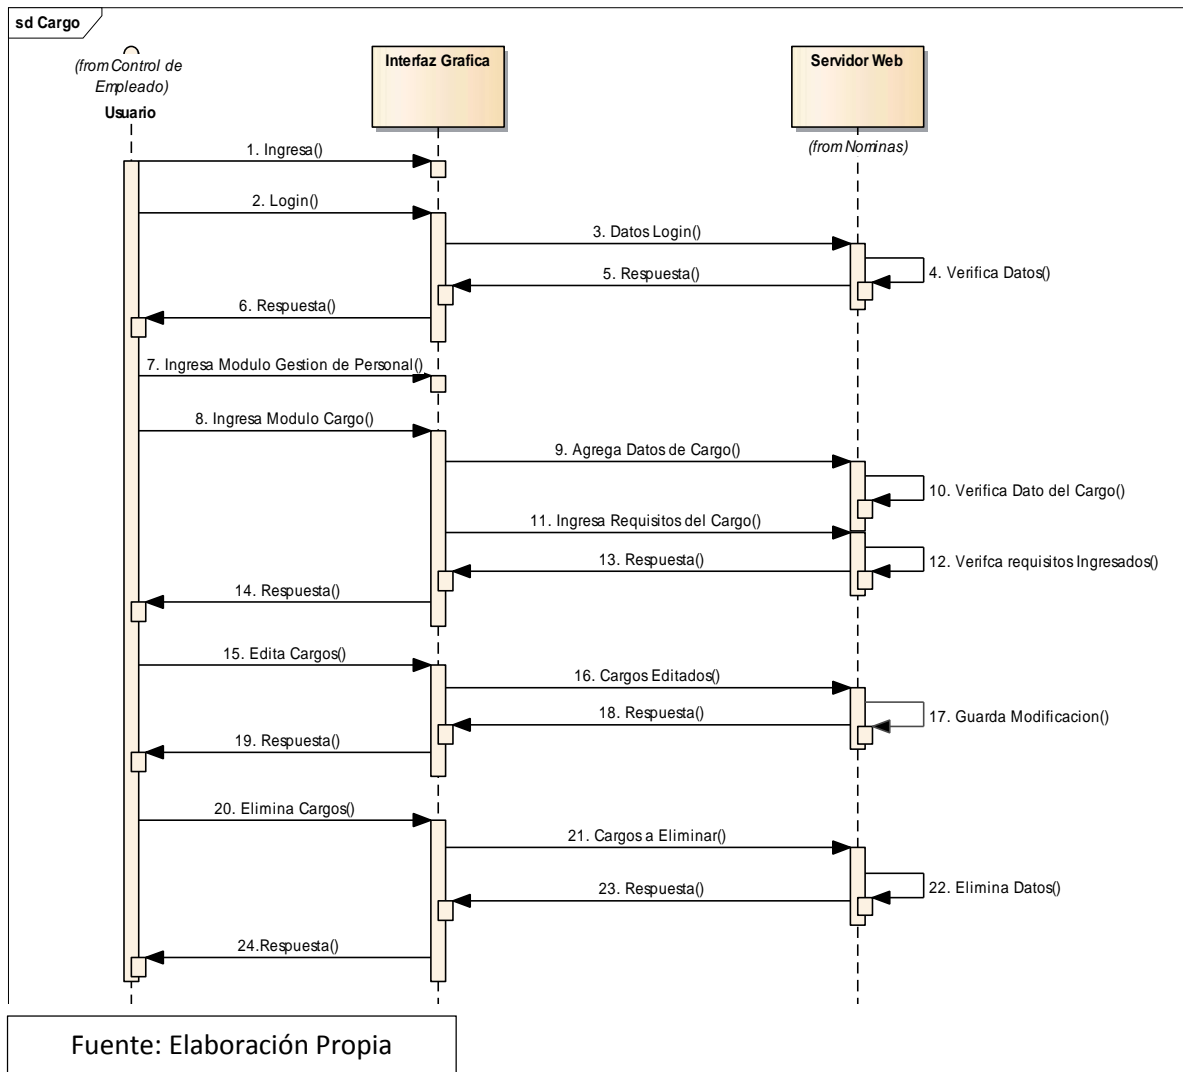 sd Cargo
(from Control de
Empleado)
Usuario
Interfaz Grafica
Servidor Web
(from Nominas)
1. Ingresa()
2. Login()
3. Datos Login()
4. Verifica Datos()
5. Respuesta()
6. Respuesta()
7. Ingresa Modulo Gestion de Personal()
8. Ingresa Modulo Cargo()
9. Agrega Datos de Cargo()
10. Verifica Dato del Cargo()
11. Ingresa Requisitos del Cargo()
12. Verifca requisitos Ingresados()
13. Respuesta()
14. Respuesta()
15. Edita Cargos()
16. Cargos Editados()
17. Guarda Modificacion()
18. Respuesta()
19. Respuesta()
20. Elimina Cargos()
21. Cargos a Eliminar()
22. Elimina Datos()
23. Respuesta()
24.Respuesta()
Fuente: Elaboración Propia